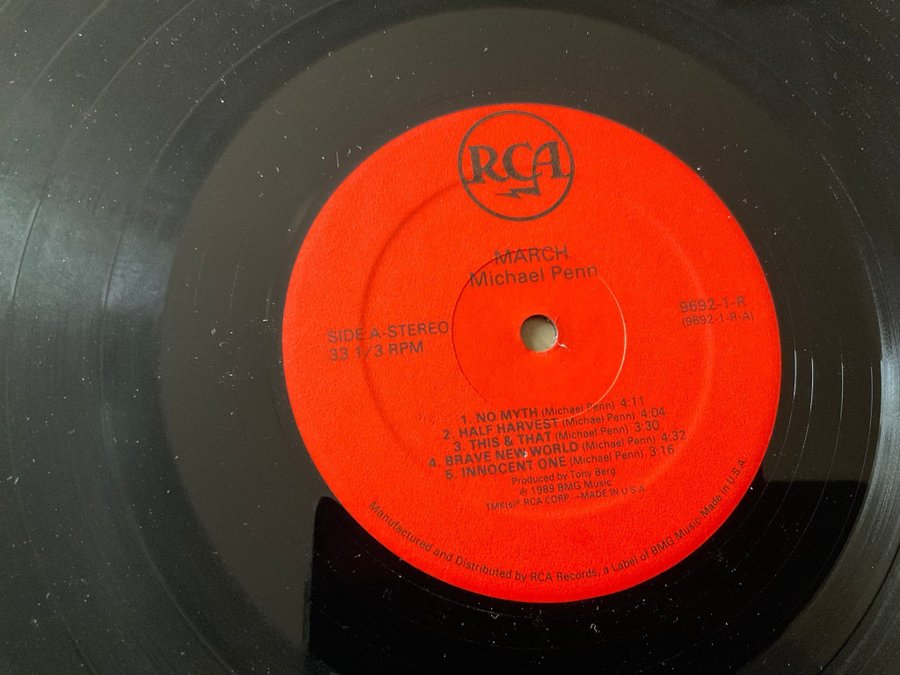 RCA
MARCH
Michael Penn
SIDE A-STEREO
33 1/3 RPM
9692-1-R
(9692-1-R-A)
1. NO MYTH (Michael Penn) 4:11
2. HALF HARVEST (Michael Penn) 4:04
3. THIS & THAT (Michael Penn) 3:30
4. BRAVE NEW WORLD (Michael Penn) 4:32
5. INNOCENT ONE (Michael Penn) 3:16
Produced by Tony Berg
℗ 1989 BMG Music
TMK(s)® RCA CORP.—MADE IN U.S.A.
Manufactured and Distributed by RCA Records, a Label of BMG Music-Made in U.S.A.